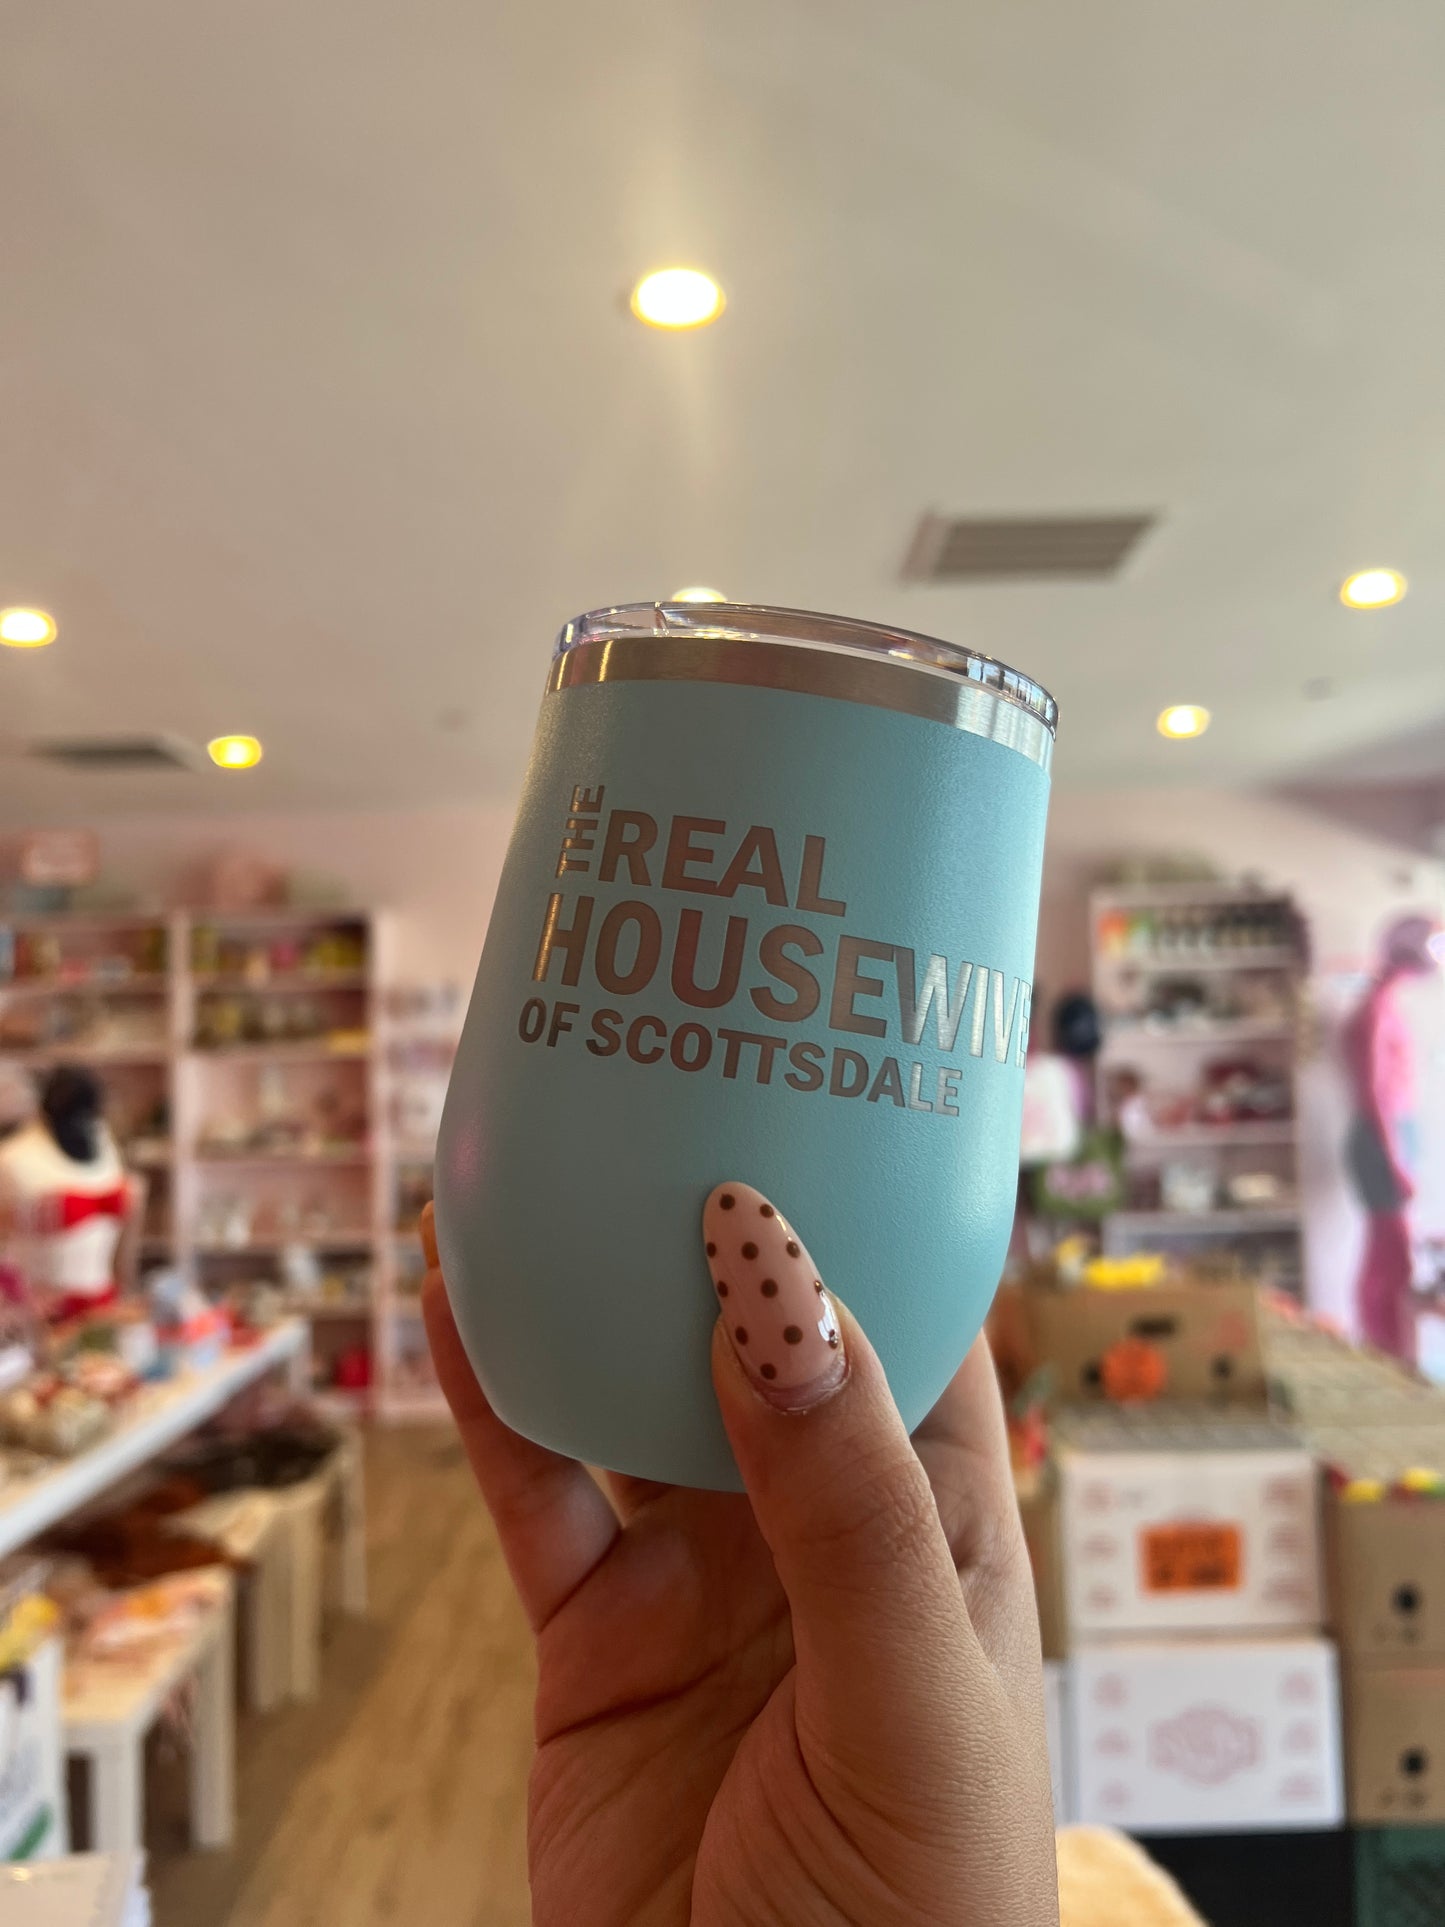 THE
REAL
HOUSEWIVE
OF SCOTTSDALE